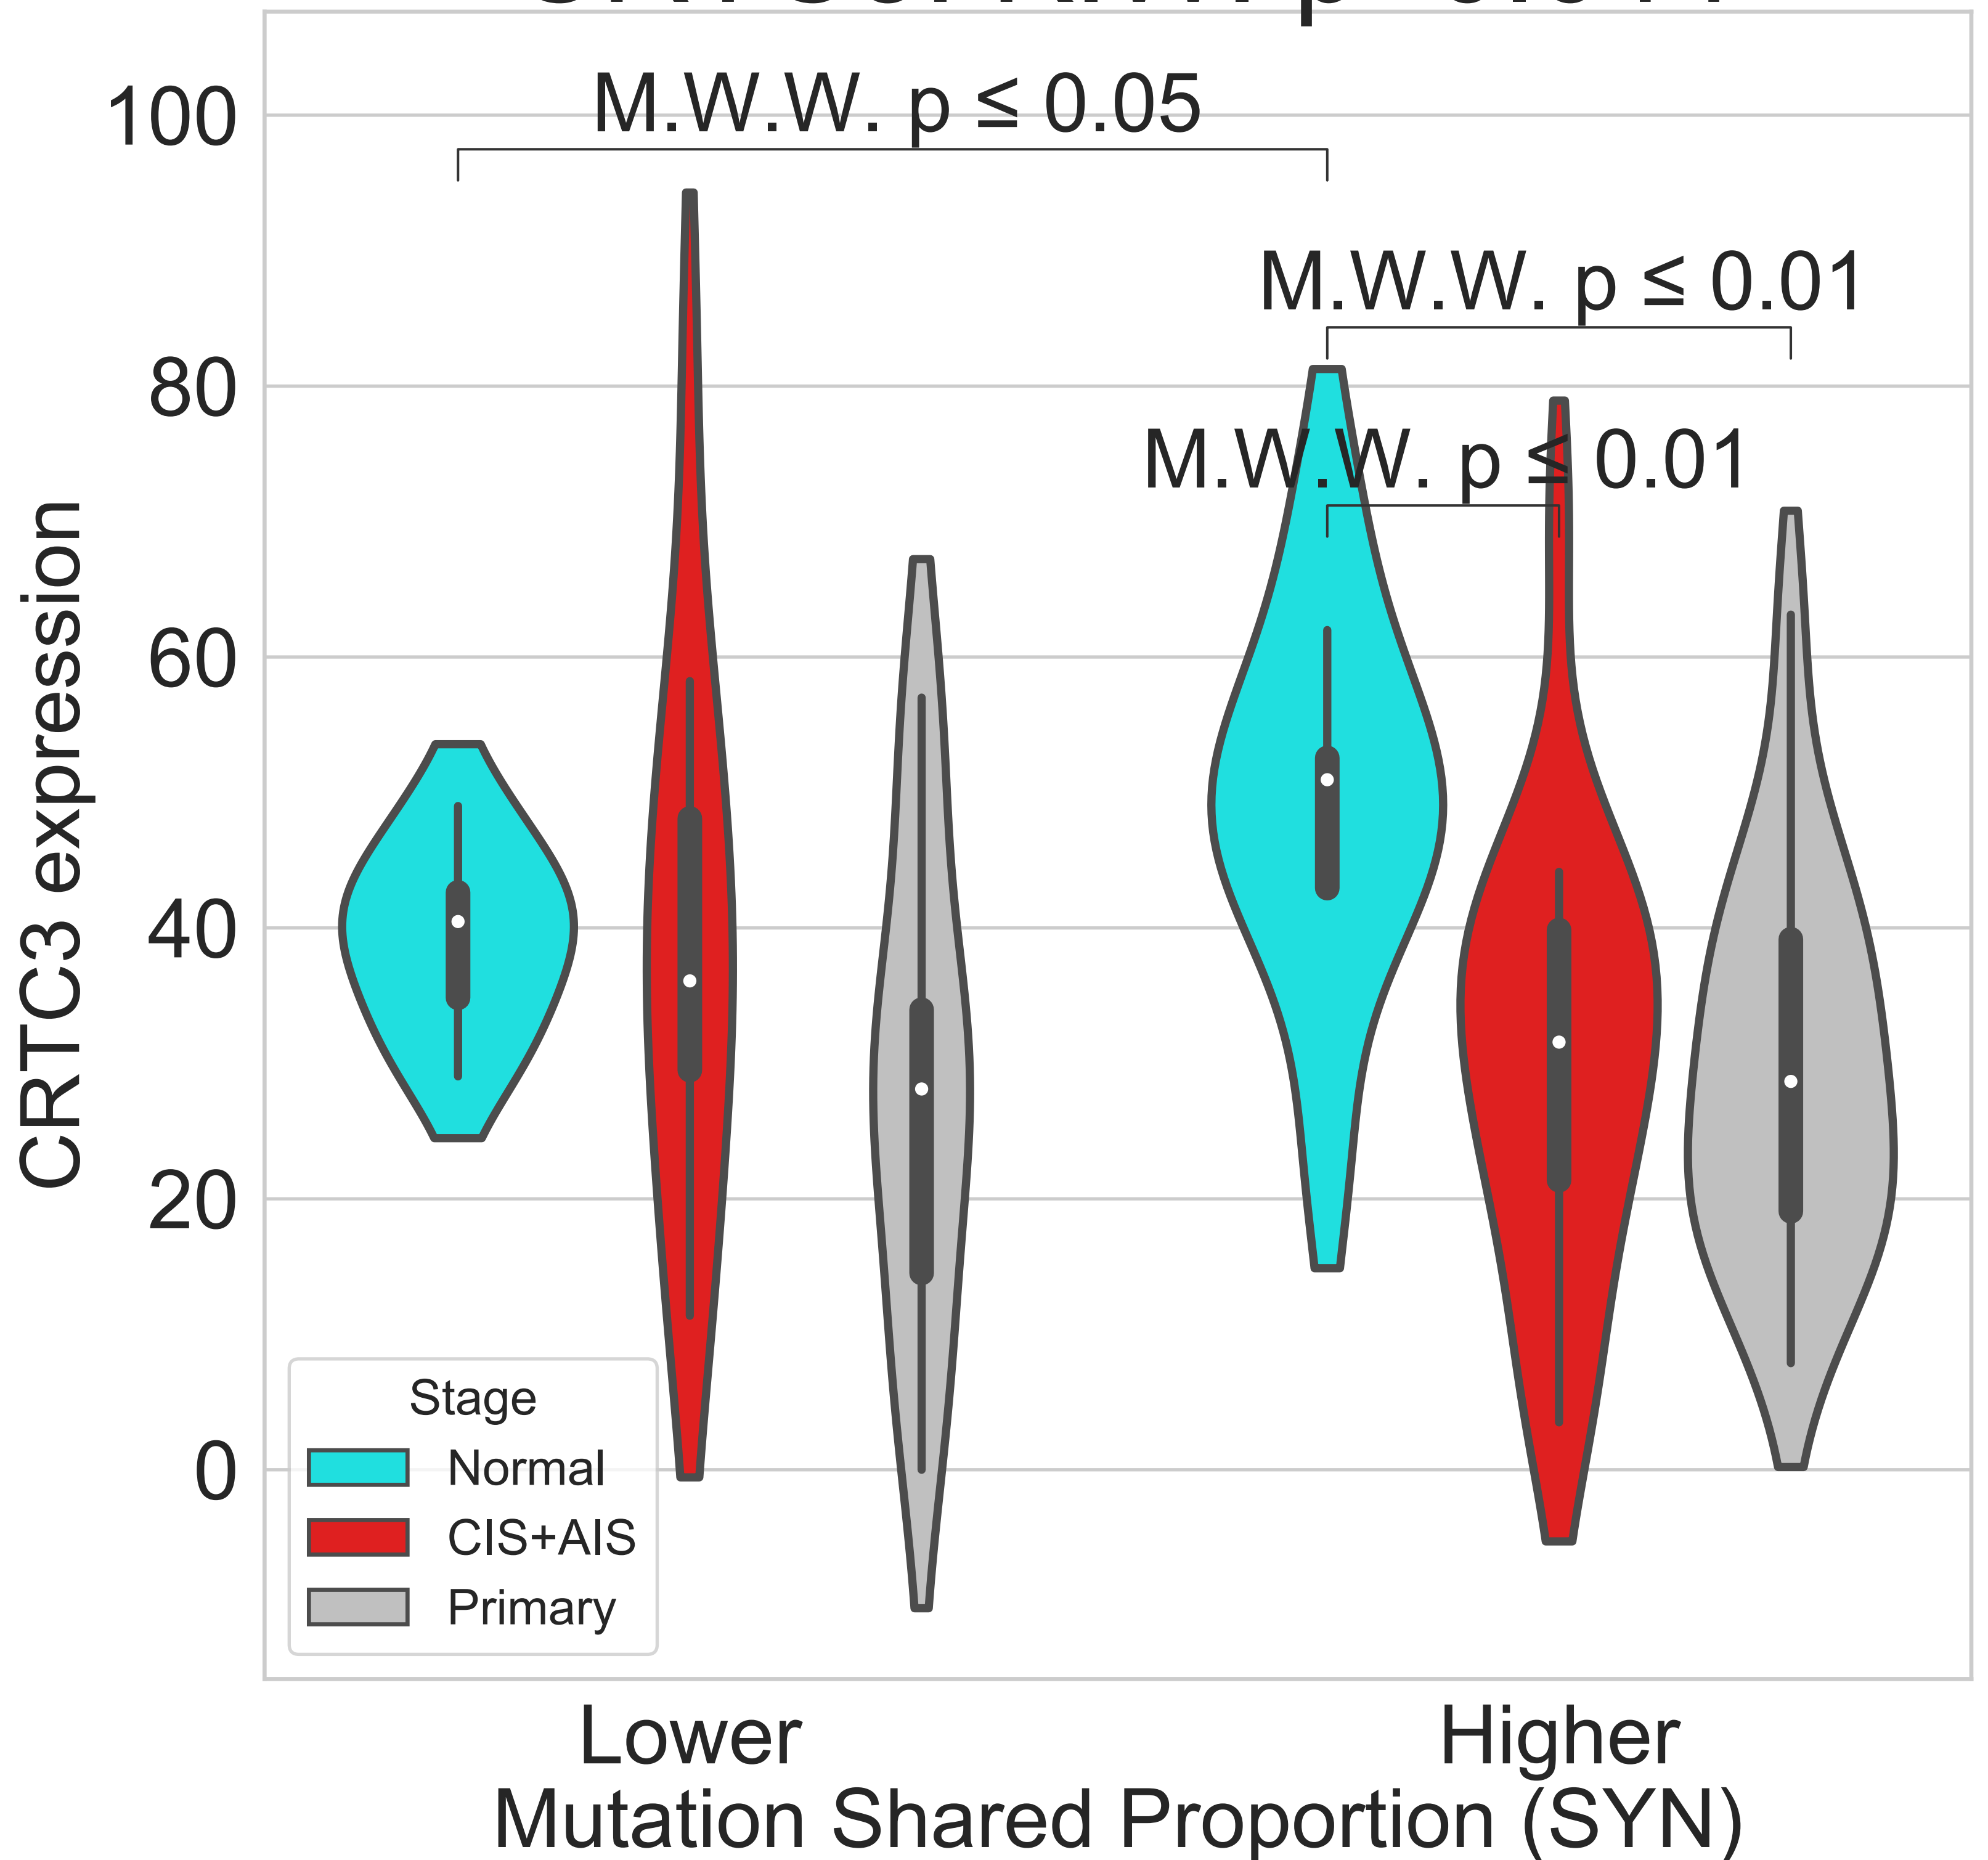 M.W.W. p ≤ 0.05
M.W.W. p ≤ 0.01
M.W.W. p ≤ 0.01
100
80
60
40
20
0
CRTC3 expression
Stage
Normal
CIS+AIS
Primary
Lower
Higher
Mutation Shared Proportion (SYN)